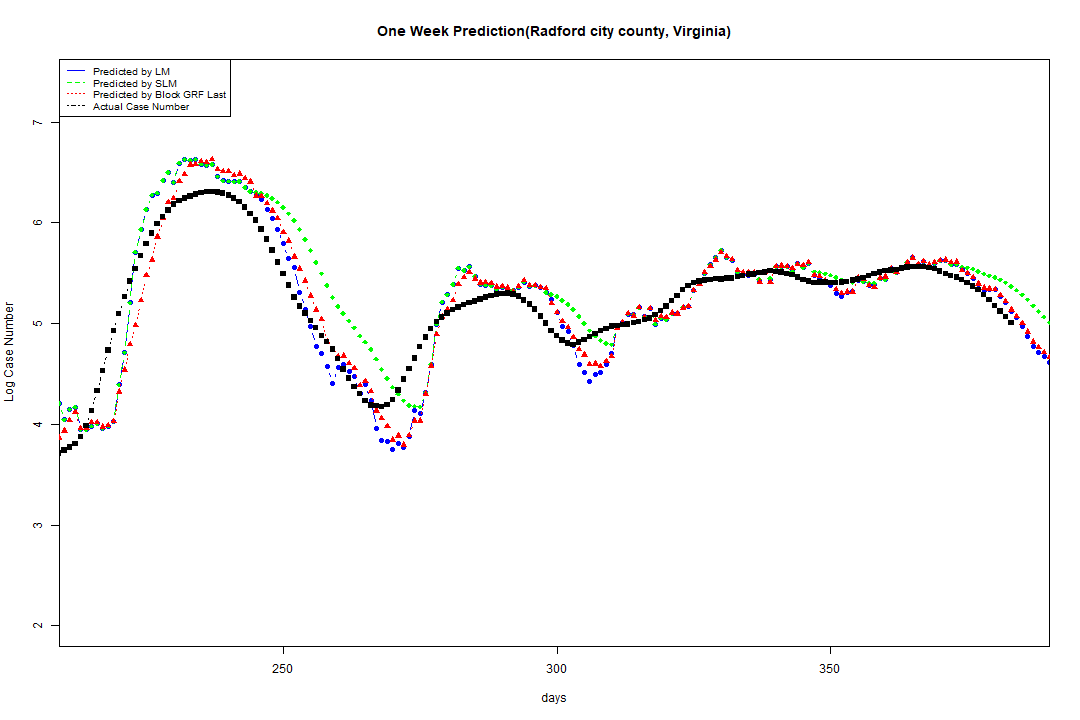 One Week Prediction(Radford city county, Virginia)
Predicted by LM
Predicted by SLM
Predicted by Block GRF Last
Actual Case Number
7
6
5
4
3
2
Log Case Number
250
300
350
days